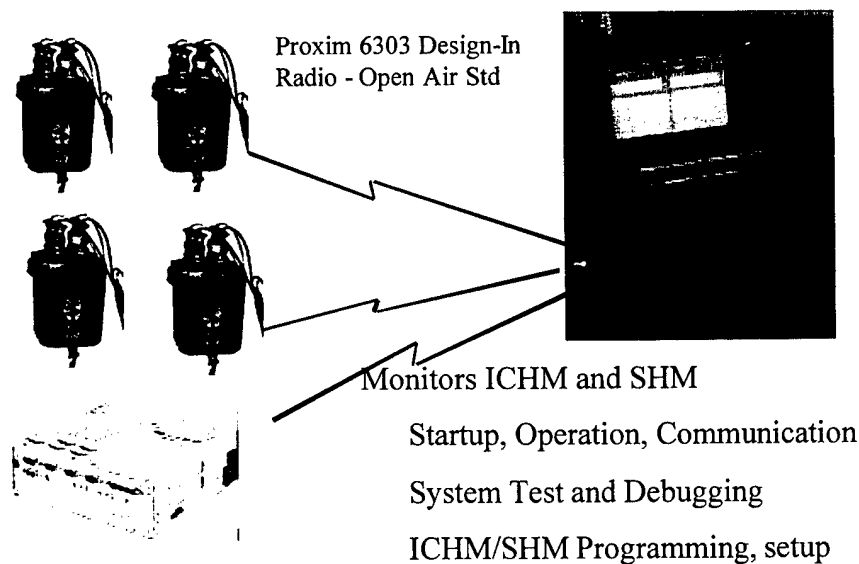 Proxim 6303 Design-In
Radio - Open Air Std
Monitors ICHM and SHM
Startup, Operation, Communication
System Test and Debugging
ICHM/SHM Programming, setup